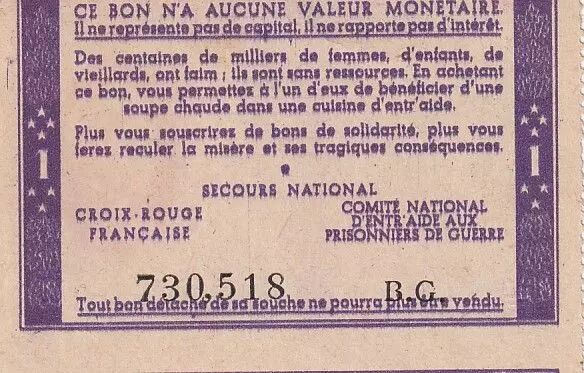 CE BON N'A AUCUNE VALEUR MONÉTAIRE.
Il ne représente pas de capital, il ne rapporte pas d'intérêt.
Des centaines de milliers de femmes, d'enfants, de
vieillards, ont faim ; ils sont sans ressources. En achetant
ce bon, vous permettez à l'un d'eux de bénéficier d'une
soupe chaude dans une cuisine d'entr'aide.
Plus vous souscrirez de bons de solidarité, plus vous
ferez reculer la misère et ses tragiques conséquences.
1 1
SECOURS NATIONAL
CROIX-ROUGE
FRANÇAISE
COMITÉ NATIONAL
D'ENTR'AIDE AUX
PRISONNIERS DE GUERRE
730,518 B.G.
Tout bon détaché de sa souche ne pourra plus être vendu.